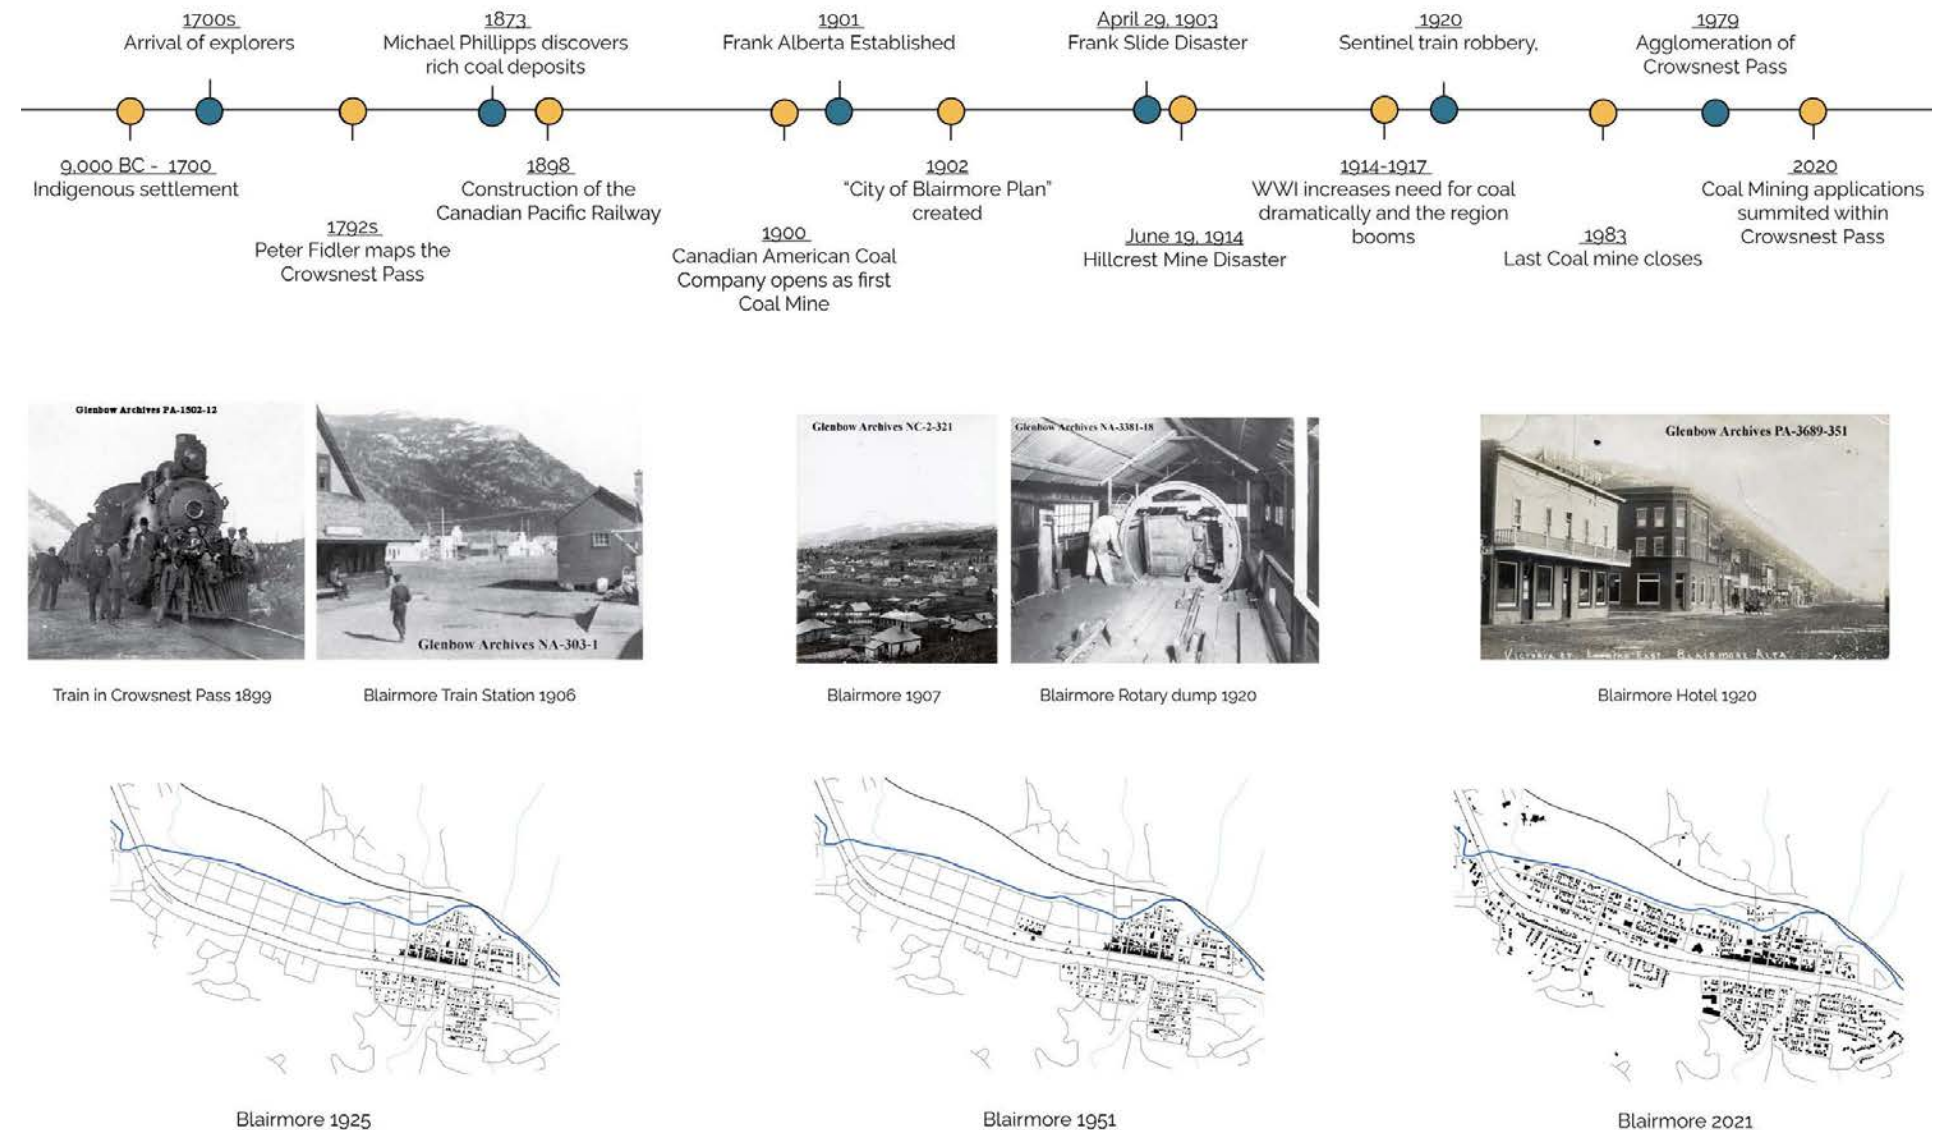 1700s
Arrival of explorers
1873
Michael Phillipps discovers
rich coal deposits
1901
Frank Alberta Established
April 29, 1903
Frank Slide Disaster
1920
Sentinel train robbery,
1979
Agglomeration of
Crowsnest Pass
9,000 BC - 1700
Indigenous settlement
1792s
Peter Fidler maps the
Crowsnest Pass
1898
Construction of the
Canadian Pacific Railway
1900
Canadian American Coal
Company opens as first
Coal Mine
1902
“City of Blairmore Plan”
created
June 19, 1914
Hillcrest Mine Disaster
1914-1917
WWI increases need for coal
dramatically and the region
booms
1983
Last Coal mine closes
2020
Coal Mining applications
summited within
Crowsnest Pass
Glenbow Archives PA-1502-12
Glenbow Archives NA-303-1
Glenbow Archives NC-2-321
Glenbow Archives NA-3381-18
Glenbow Archives PA-3689-351
VICTORIA ST. LOOKING EAST BLAIRMORE ALTA.
Train in Crowsnest Pass 1899
Blairmore Train Station 1906
Blairmore 1907
Blairmore Rotary dump 1920
Blairmore Hotel 1920
Blairmore 1925
Blairmore 1951
Blairmore 2021